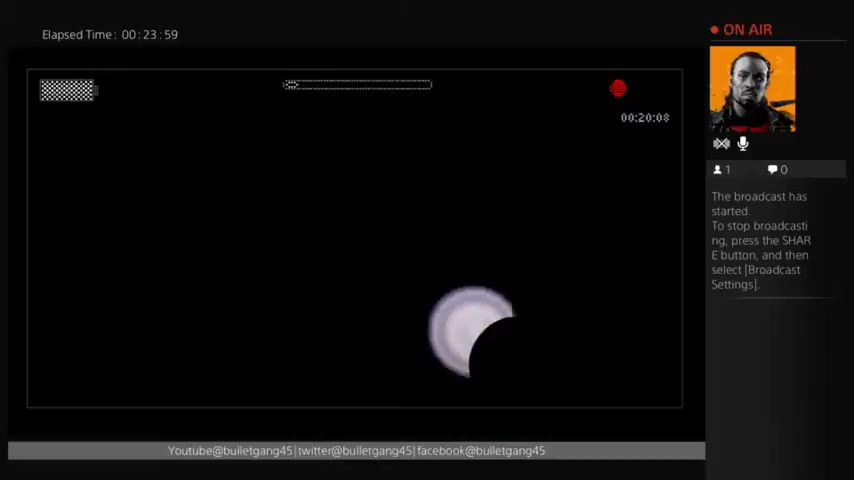 Elapsed Time: 00:23:59
ON AIR
00:20:08
1 0
The broadcast has
started.
To stop broadcasti
ng, press the SHAR
E button, and then
select [Broadcast
Settings].
Youtube@bulletgang45|twitter@bulletgang45|facebook@bulletgang45